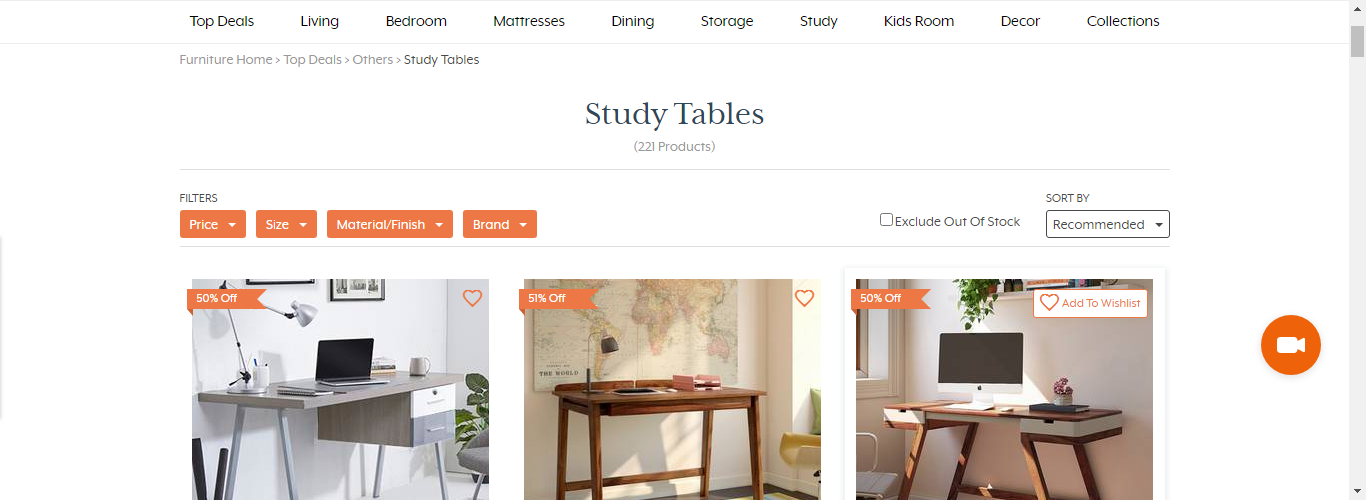 Top Deals Living Bedroom Mattresses Dining Storage Study Kids Room Decor Collections
Furniture Home > Top Deals > Others > Study Tables
Study Tables
(221 Products)
FILTERS
SORT BY
Price Size Material/Finish Brand
Exclude Out Of Stock
Recommended
50% Off
51% Off
50% Off
Add To Wishlist
THE WORLD